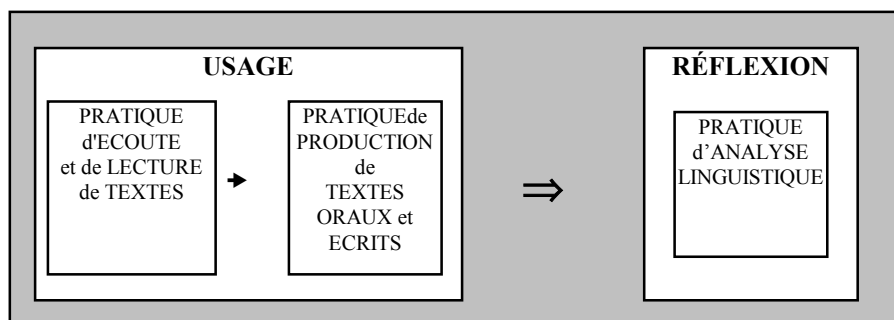 USAGE
PRATIQUE
d'ECOUTE
et de LECTURE
de TEXTES
PRATIQUEde
PRODUCTION
de
TEXTES
ORAUX et
ECRITS
RÉFLEXION
PRATIQUE
d’ANALYSE
LINGUISTIQUE